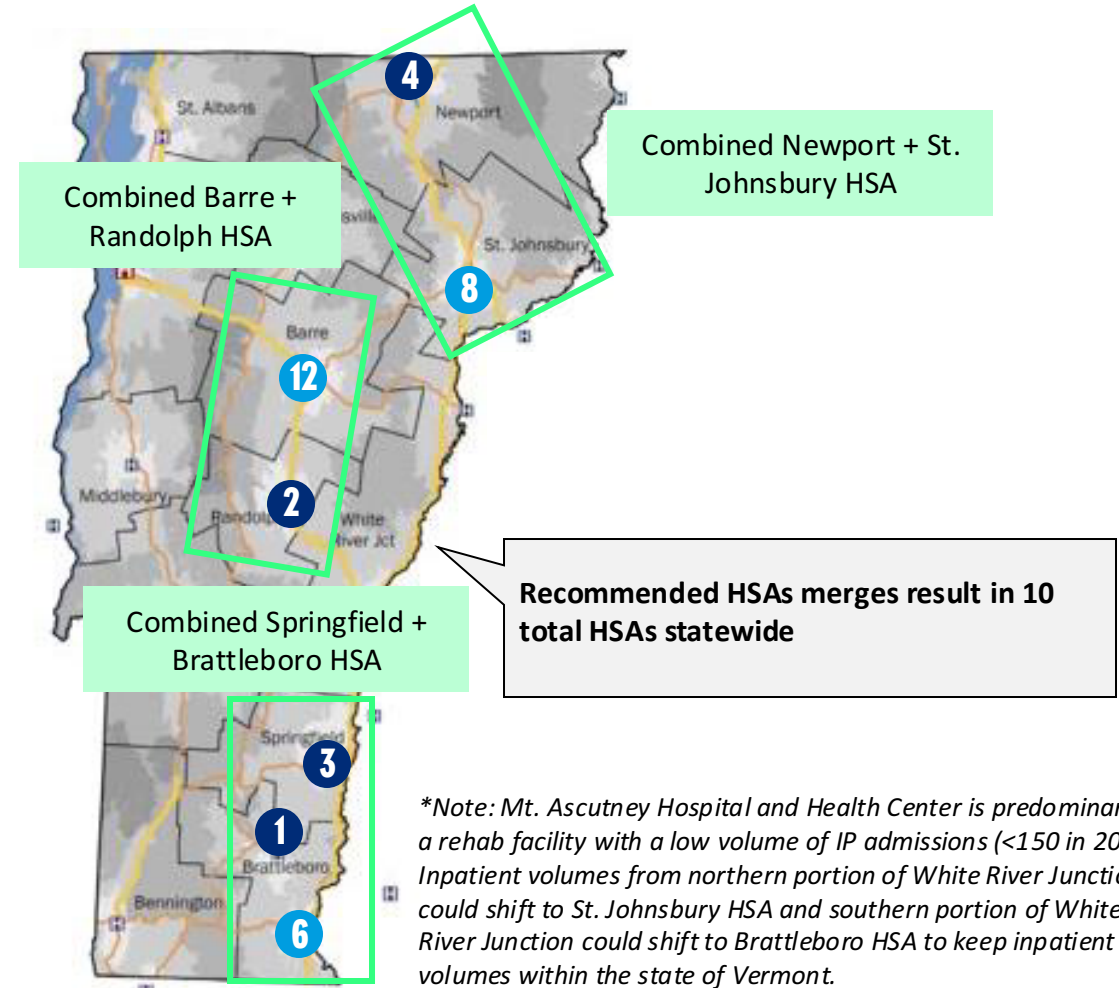 St. Albans
4
Newport
Combined Newport + St.
Johnsbury HSA
Combined Barre +
Randolph HSA
sville
St. Johnsbury
8
Barre
12
Middlebury
2
Randolph
White
River Jct
Recommended HSAs merges result in 10
total HSAs statewide
Combined Springfield +
Brattleboro HSA
Springfield
3
1
Brattleboro
Bennington
6
*Note: Mt. Ascutney Hospital and Health Center is predominan
a rehab facility with a low volume of IP admissions (<150 in 20
Inpatient volumes from northern portion of White River Junctio
could shift to St. Johnsbury HSA and southern portion of White
River Junction could shift to Brattleboro HSA to keep inpatient
volumes within the state of Vermont.
H
H
H
H
H
H
H
H
H